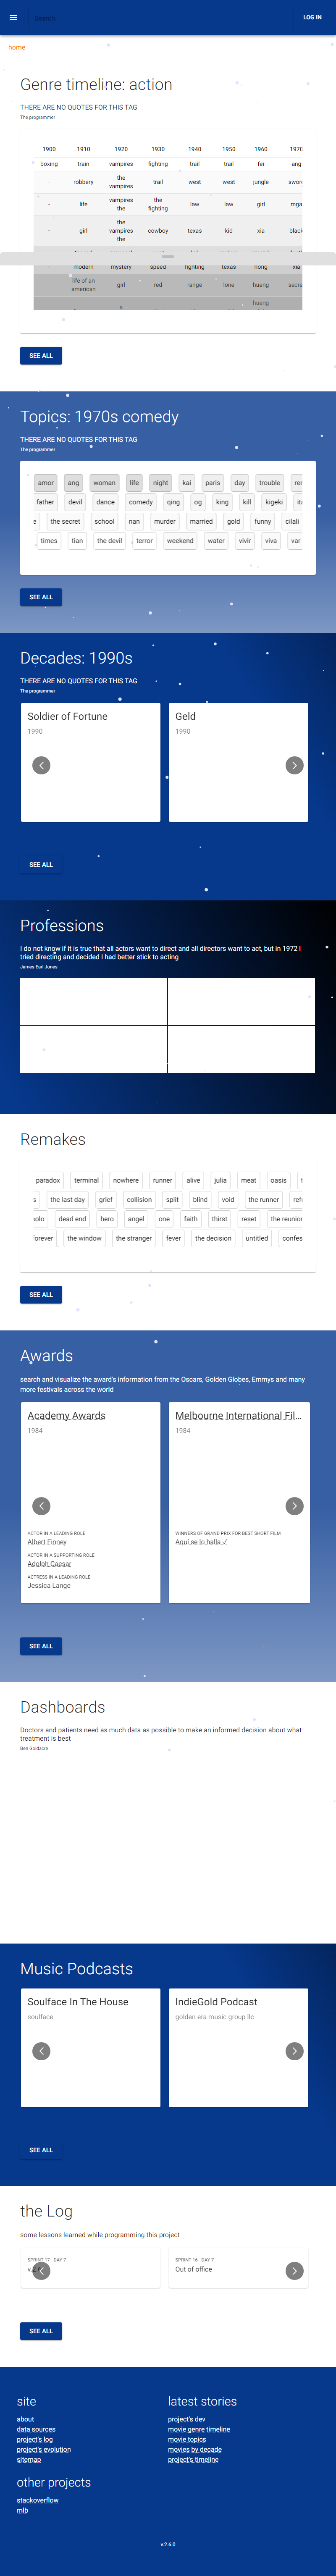 Search
LOG IN
home
Genre timeline: action
THERE ARE NO QUOTES FOR THIS TAG
The programmer
1900 1910 1920 1930 1940 1950 1960 1970
boxing train vampires fighting trail trail fei ang
- robbery the vampires trail west west jungle
- life vampires the the fighting law law girl
- girl the vampires the cowboy texas kid xia black
- modern mystery speed fighting texas hong xia
- life of an american girl red range lone huang
huang
SEE ALL
Topics: 1970s comedy
THERE ARE NO QUOTES FOR THIS TAG
The programmer
amor ang woman life night kai paris day trouble
father devil dance comedy qing og king kill kigeki
the secret school nan murder married gold funny cilali
times tian the devil terror weekend water vivir viva var
SEE ALL
Decades: 1990s
THERE ARE NO QUOTES FOR THIS TAG
The programmer
Soldier of Fortune
1990
Geld
1990
SEE ALL
Professions
I do not know if it is true that all actors want to direct and all directors want to act, but in 1972 I
tried directing and decided I had better stick to acting
James Earl Jones
Remakes
paradox terminal nowhere runner alive julia meat oasis
the last day grief collision split blind void the runner
dead end hero angel one faith thirst reset the reunion
the window the stranger fever the decision untitled
SEE ALL
Awards
search and visualize the award's information from the Oscars, Golden Globes, Emmys and many
more festivals across the world
Academy Awards
1984
ACTOR IN A LEADING ROLE
Albert Finney
ACTOR IN A SUPPORTING ROLE
Adolph Caesar
ACTRESS IN A LEADING ROLE
Jessica Lange
Melbourne International Fil...
1984
WINNERS OF GRAND PRIX FOR BEST SHORT FILM
Aquí se lo halla √
SEE ALL
Dashboards
Doctors and patients need as much data as possible to make an informed decision about what
treatment is best
Ben Goldacre
Music Podcasts
Soulface In The House
soulface
IndieGold Podcast
golden era music group llc
SEE ALL
the Log
some lessons learned while programming this project
SPRINT 17 - DAY 7
SPRINT 16 - DAY 7
Out of office
SEE ALL
site
about
data sources
project's log
project's evolution
sitemap
latest stories
project's dev
movie genre timeline
movie topics
movies by decade
project's timeline
other projects
stackoverflow
mlb
v.2.6.0